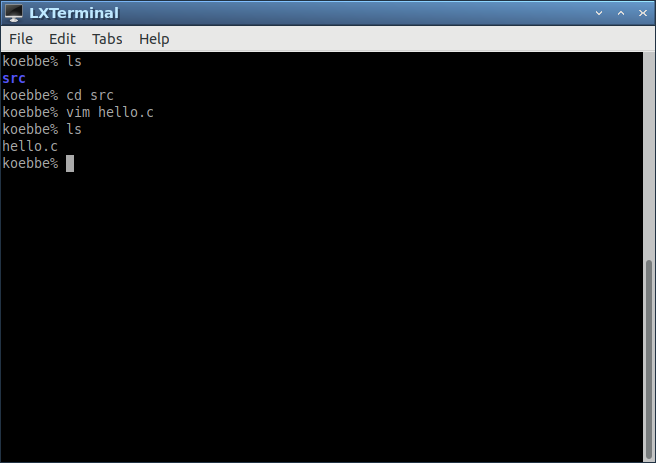 LXTerminal
File Edit Tabs Help
koebbe% ls
src
koebbe% cd src
koebbe% vim hello.c
koebbe% ls
hello.c
koebbe%